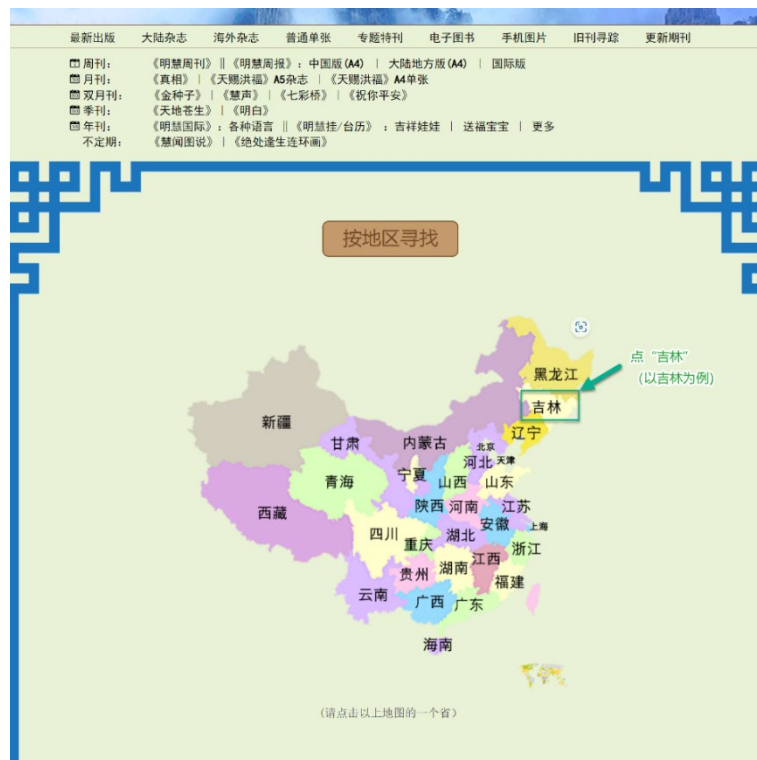 最新出版 大陆杂志 海外杂志 普通单张 专题特刊 电子图书 手机图片 旧刊寻踪 更新期刊
周刊： 《明慧周刊》‖《明慧周报》：中国版(A4) | 大陆地方版(A4) | 国际版
月刊： 《真相》 | 《天赐洪福》A5杂志 | 《天赐洪福》A4单张
双月刊： 《金种子》 | 《慧声》 | 《七彩桥》 | 《祝你平安》
季刊： 《天地苍生》 | 《明白》
年刊： 《明慧国际》：各种语言 ‖《明慧挂/台历》：吉祥娃娃 | 送福宝宝 | 更多
不定期： 《慧闻图说》 | 《绝处逢生连环画》
按地区寻找
点“吉林”
(以吉林为例)
黑龙江
吉林
辽宁
新疆
甘肃
内蒙古
北京
河北
天津
青海
宁夏
山西
山东
陕西
河南
江苏
西藏
安徽
上海
四川
重庆
湖北
浙江
江西
湖南
贵州
福建
云南
广西
广东
海南
(请点击以上地图的一个省)